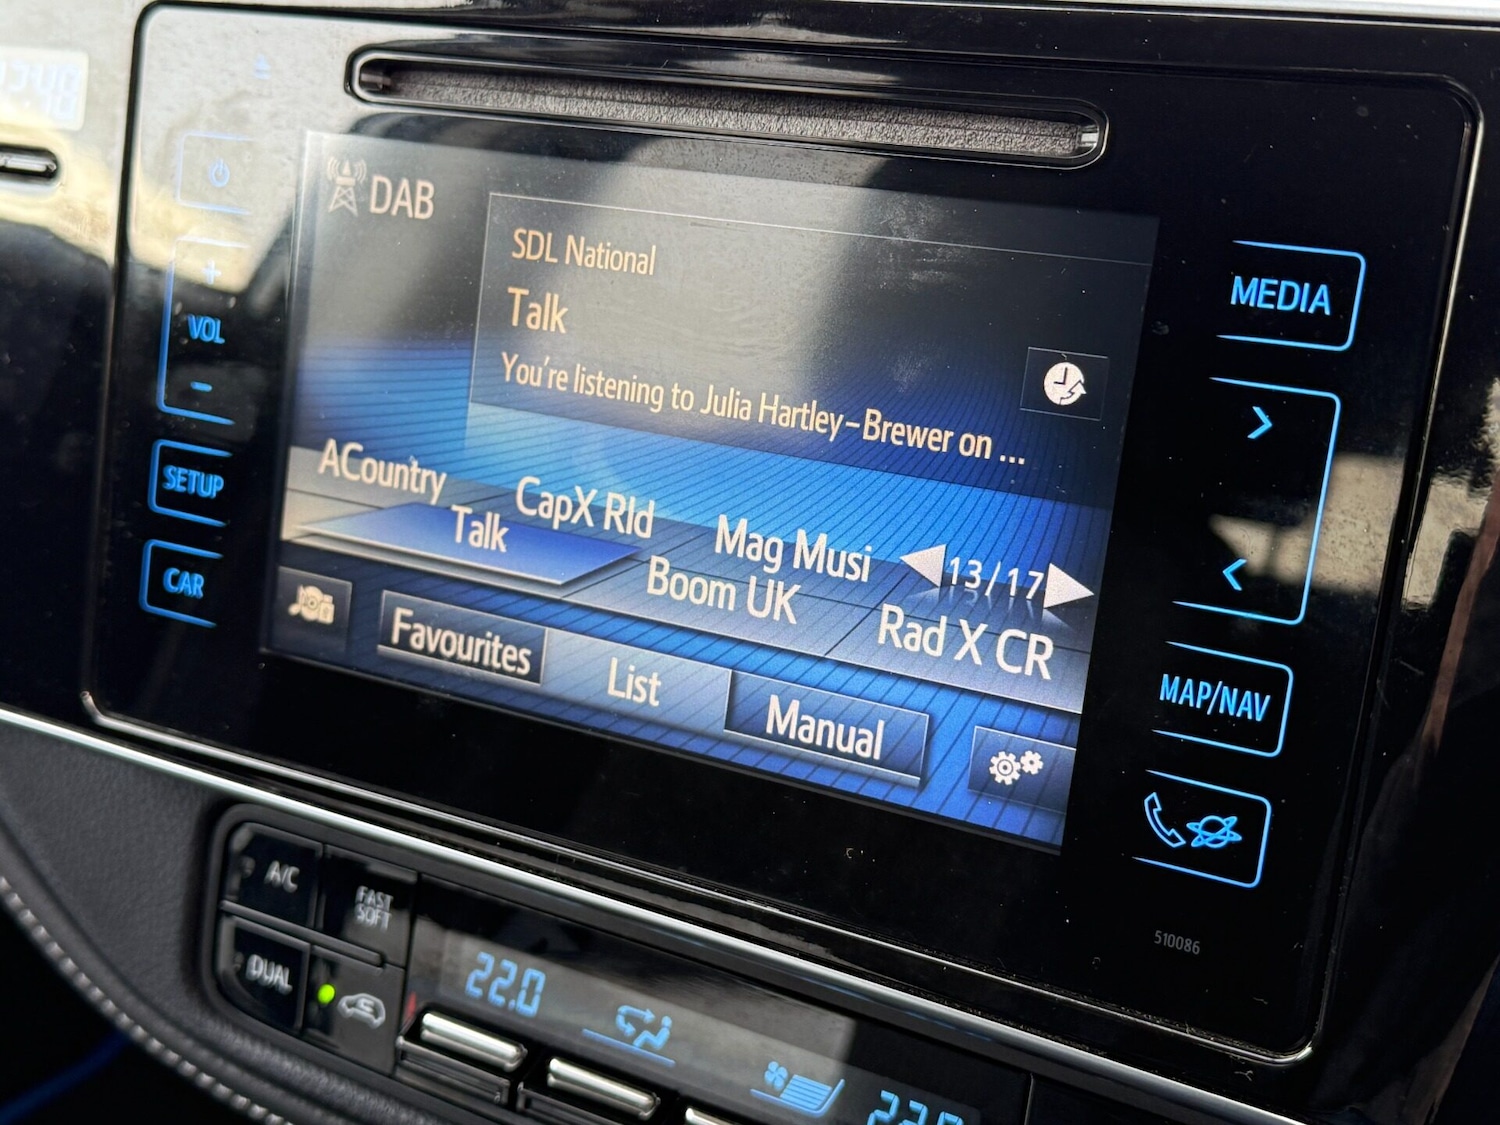 DAB
SDL National
Talk
You're listening to Julia Hartley-Brewer on ...
ACountry
CapX Rld
Mag Musi
13/17
Talk
Boom UK
Rad X CR
Favourites
List
Manual
VOL
SETUP
CAR
MEDIA
MAP/NAV
510086
A/C
FAST
SOFT
DUAL
22.0